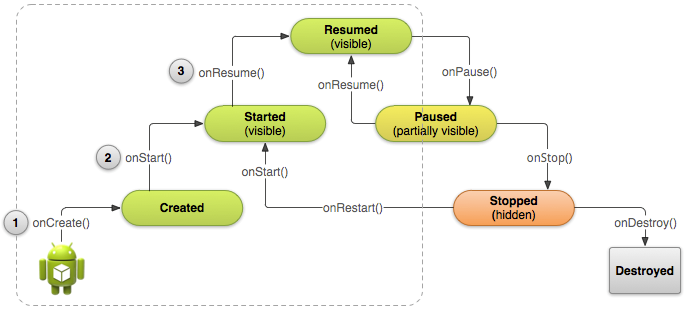 Resumed
(visible)
3
onResume()
onResume()
onPause()
Started
(visible)
Paused
(partially visible)
2
onStart()
onStart()
onStop()
1
onCreate()
Created
onRestart()
Stopped
(hidden)
onDestroy()
Destroyed